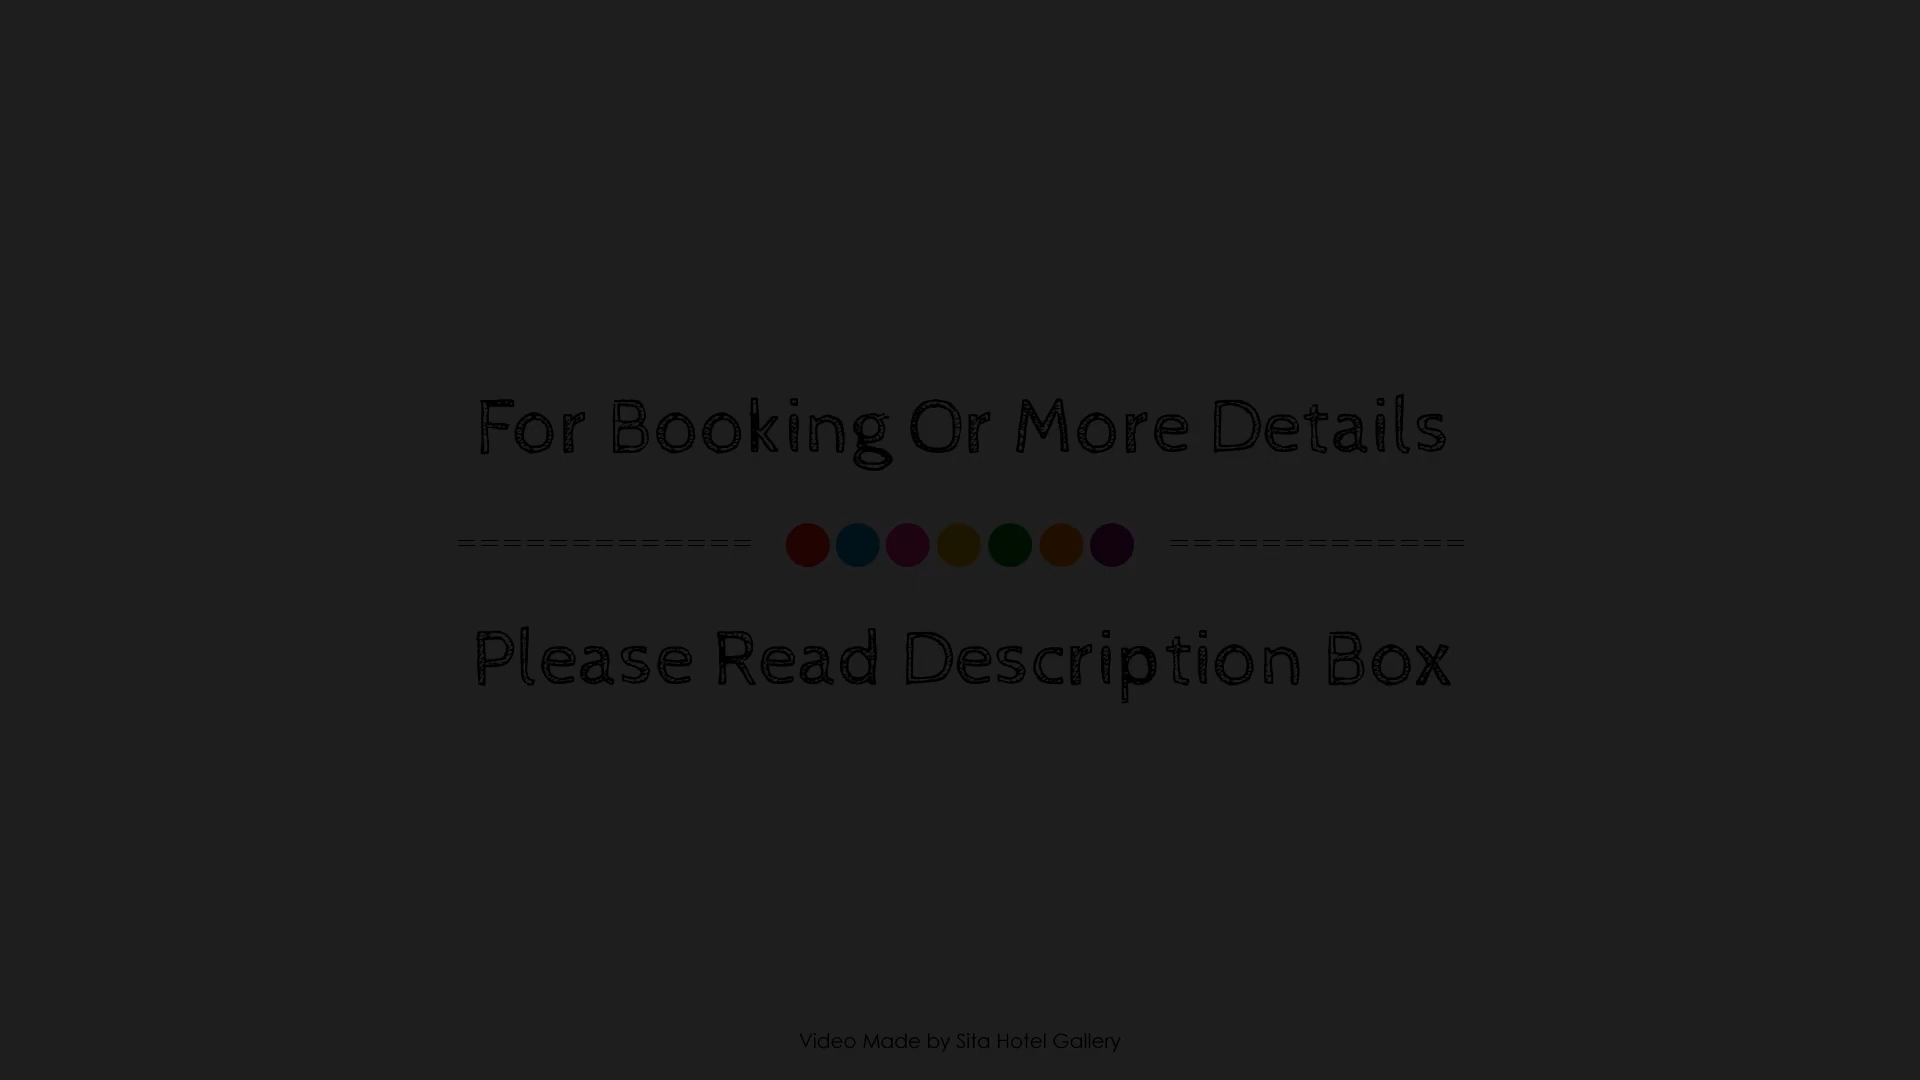 For Booking Or More Details
============= =============
Please Read Description Box
Video Made by Sita Hotel Gallery